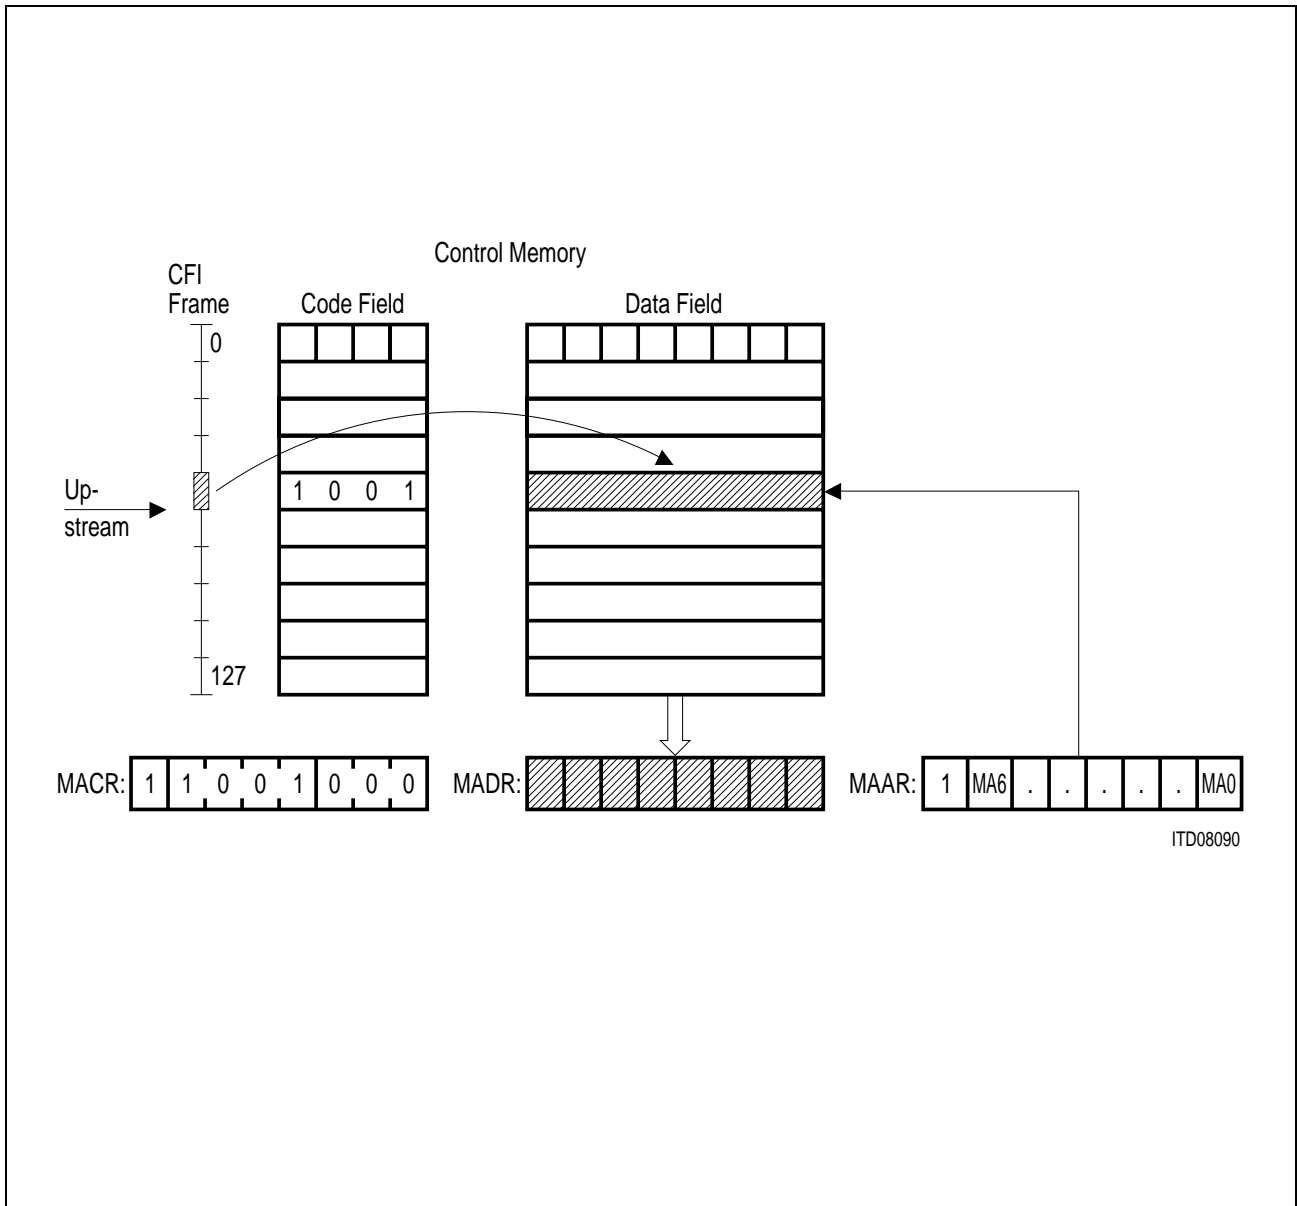 Control Memory
CFI
Frame
Code Field
Data Field
0
Up-
stream
1 0 0 1
127
MACR: 1 1 0 0 1 0 0 0
MADR:
MAAR: 1 MA6 . . . . . MA0
ITD08090